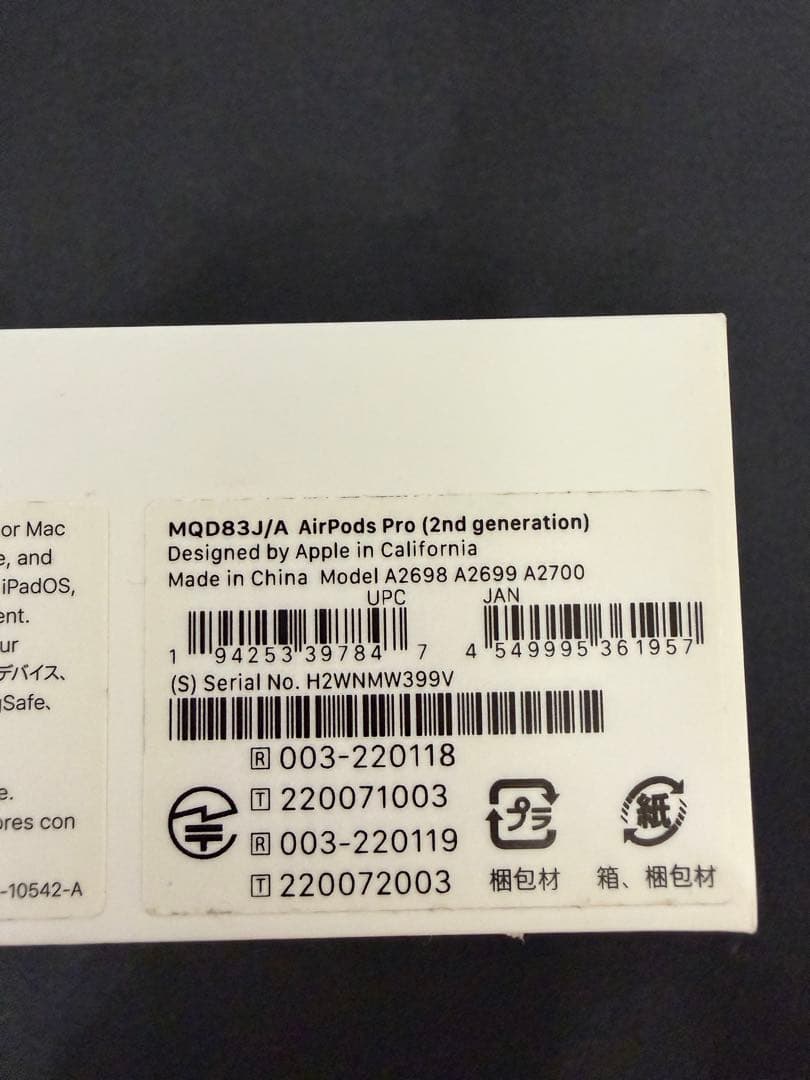 or Mac
e, and
iPadOS,
ent.
ur
デバイス、
gSafe、
e.
ores con
-10542-A
MQD83J/A AirPods Pro (2nd generation)
Designed by Apple in California
Made in China Model A2698 A2699 A2700
UPC JAN
1 94253 39784 7 4 549995 361957
(S) Serial No. H2WNMW399V
R 003-220118
T 220071003
R 003-220119
T 220072003
プラ
梱包材
紙
箱、梱包材